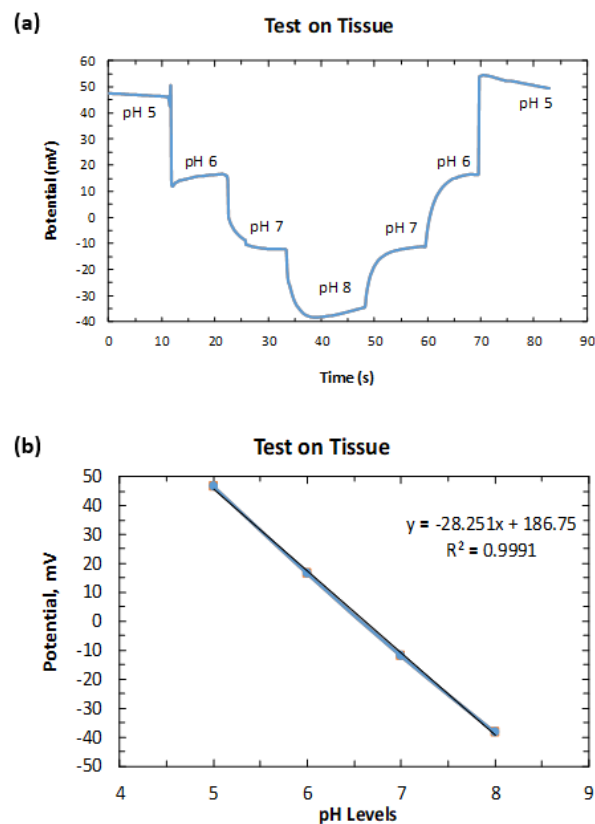 (a)
Test on Tissue
60
50
40
30
20
10
0
-10
-20
-30
-40
Potential (mV)
pH 5
pH 6
pH 7
pH 8
pH 7
pH 6
pH 5
0 10 20 30 40 50 60 70 80 90
Time (s)
(b)
Test on Tissue
50
40
30
20
10
0
-10
-20
-30
-40
-50
Potential, mV
y = -28.251x + 186.75
R² = 0.9991
4 5 6 7 8 9
pH Levels